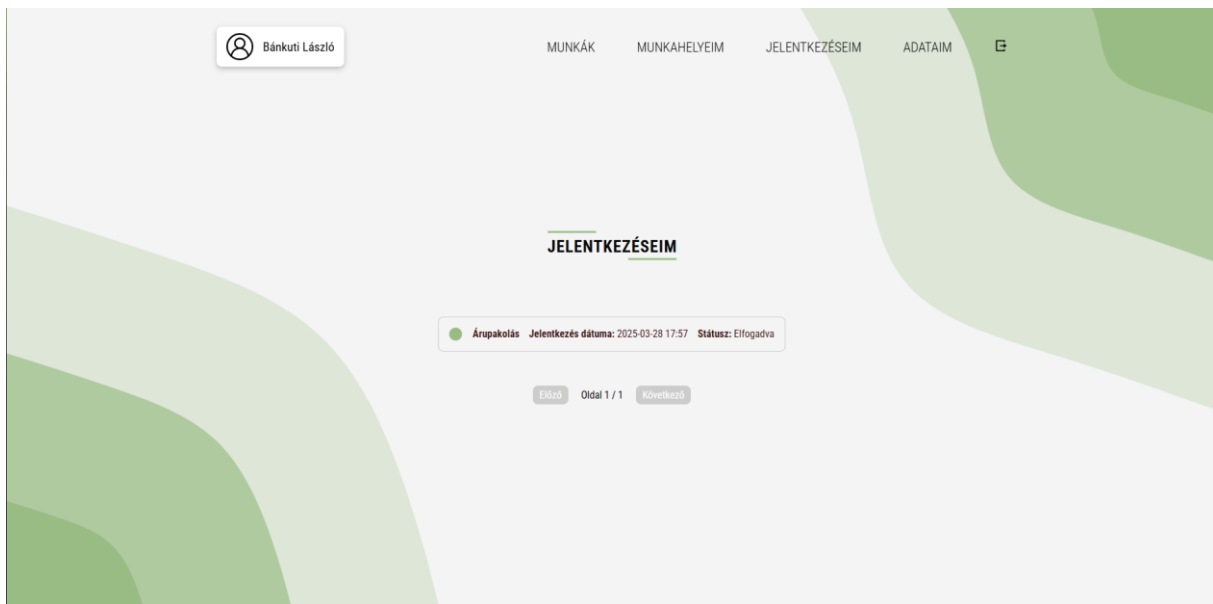 Bánkuti László MUNKÁK MUNKAHELYEIM JELENTKEZÉSEIM ADATAIM
JELENTKEZÉSEIM
Árupakolás Jelentkezés dátuma: 2025-03-28 17:57 Státusz: Elfogadva
Előző Oldal 1 / 1 Következő